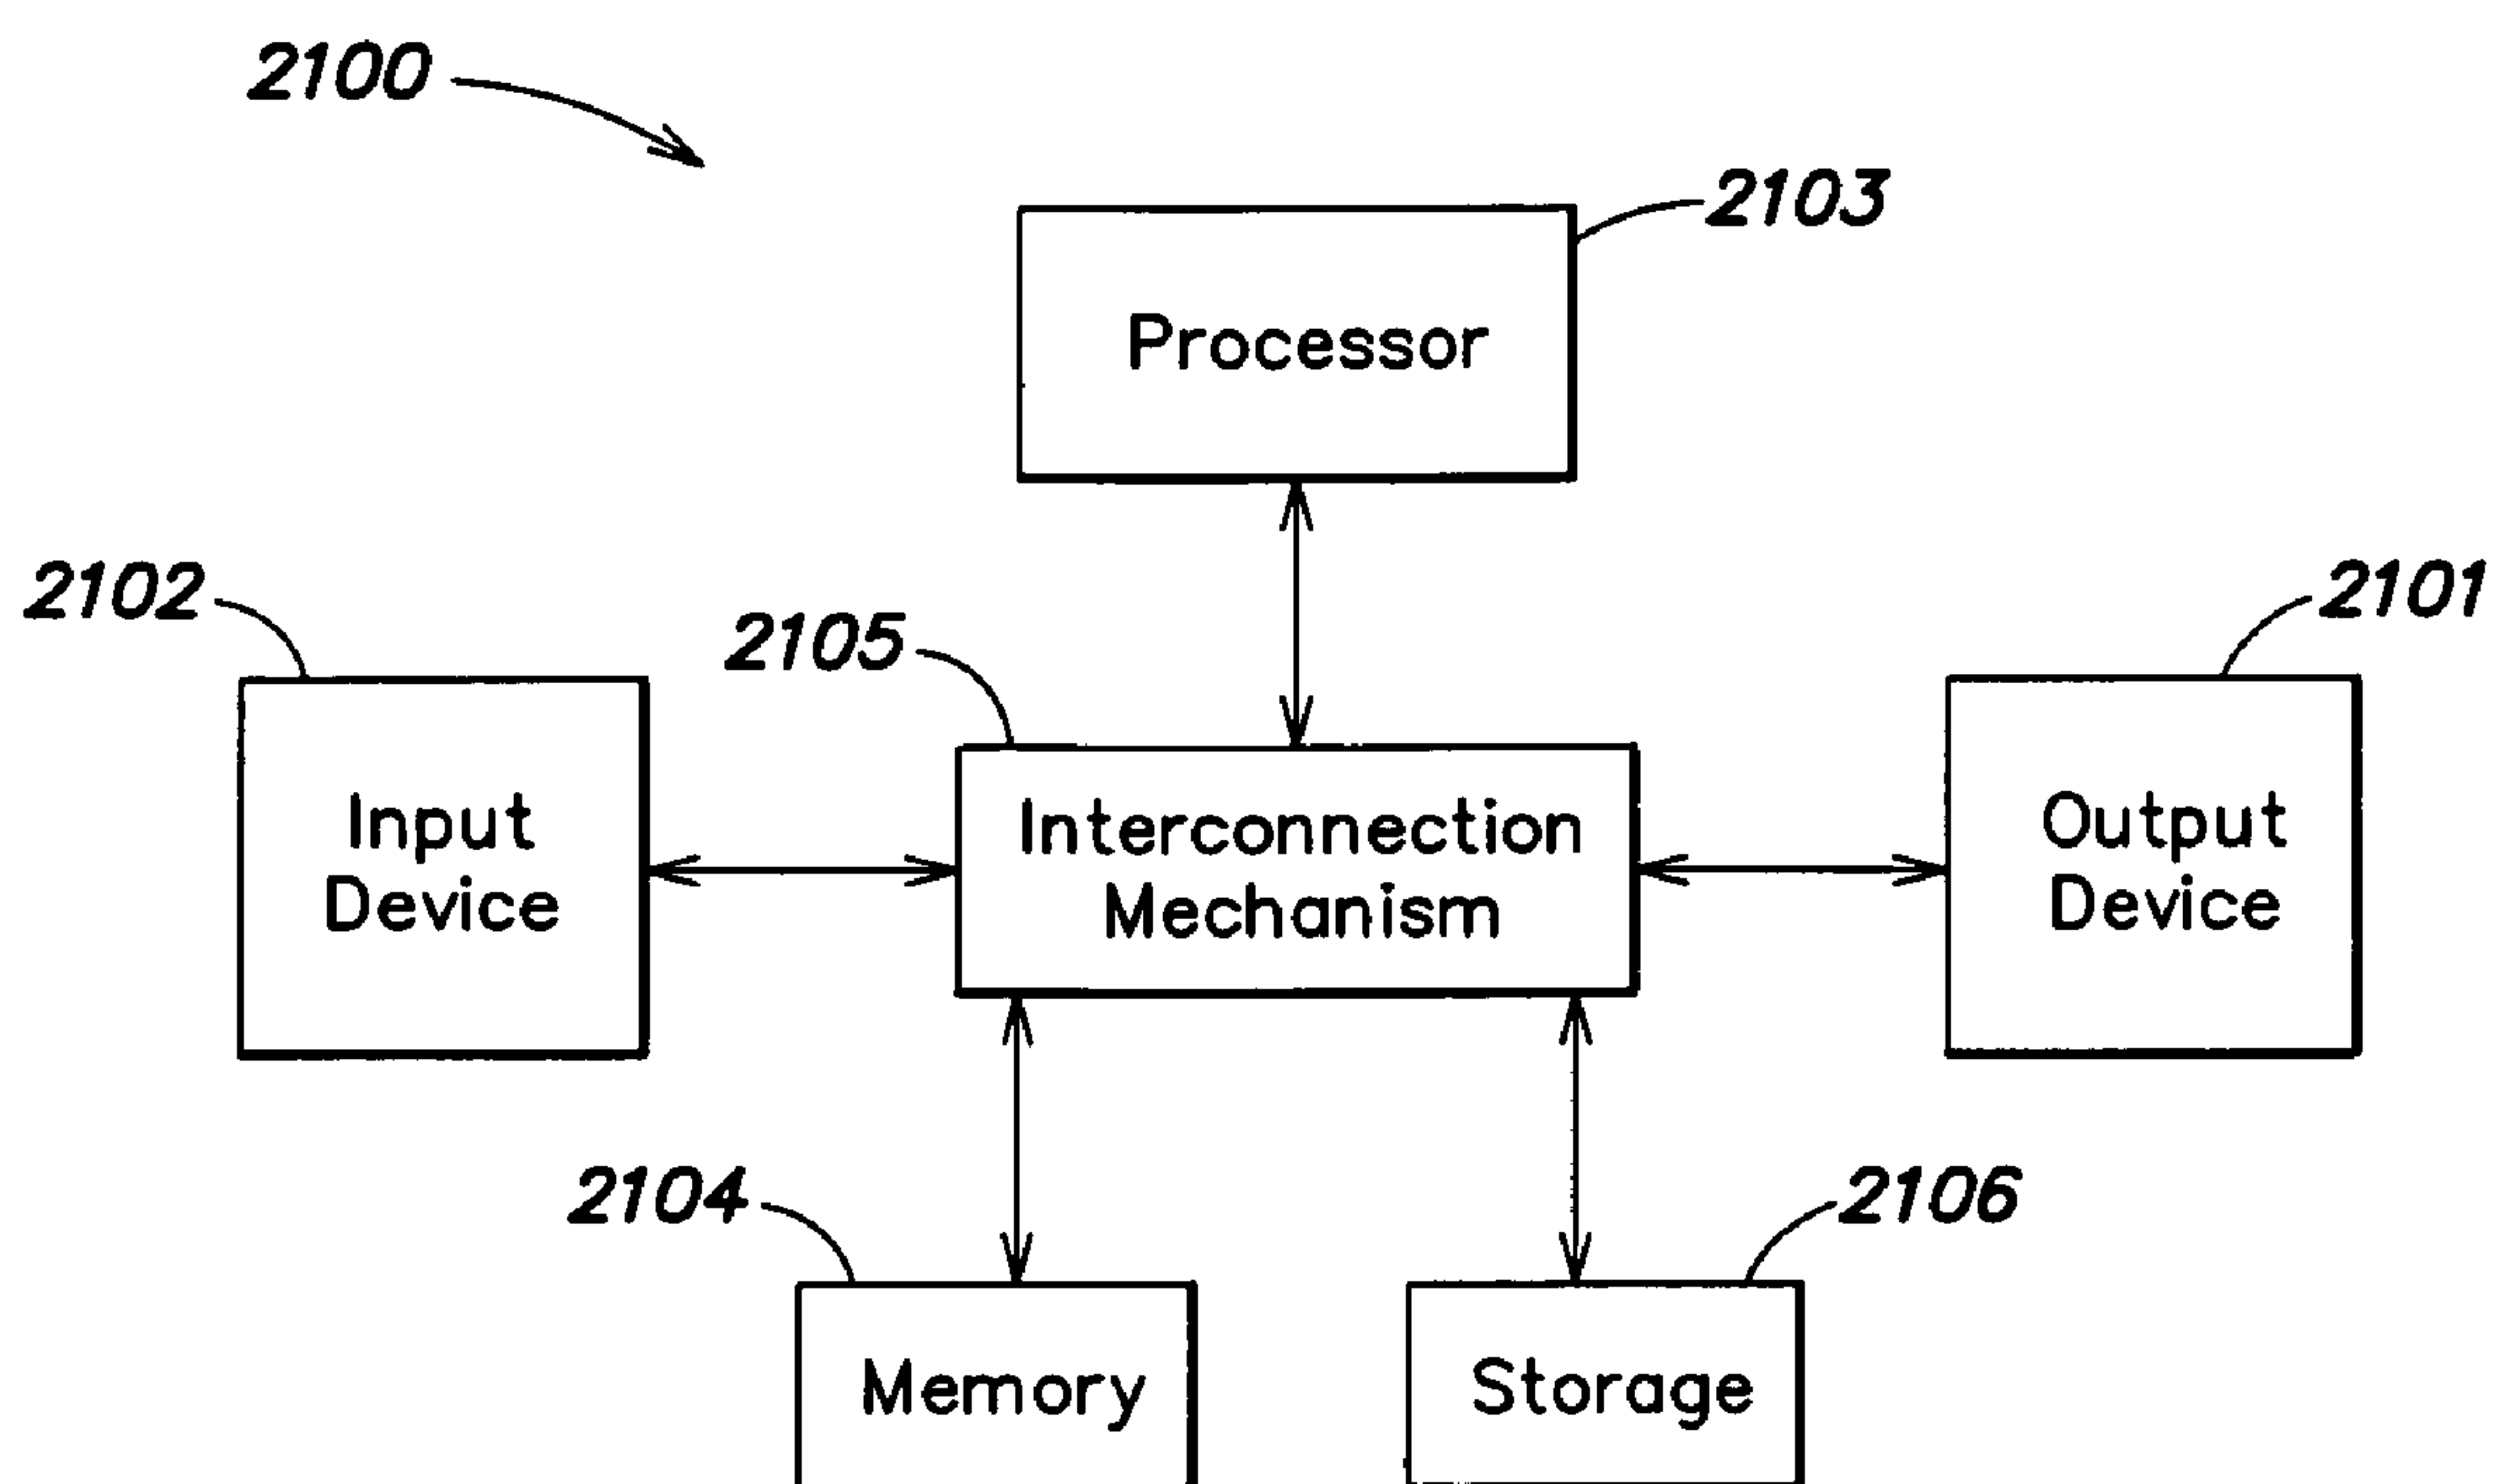 2100
2103
Processor
2102
2105
2101
Input
Device
Interconnection
Mechanism
Output
Device
2104
2106
Memory
Storage